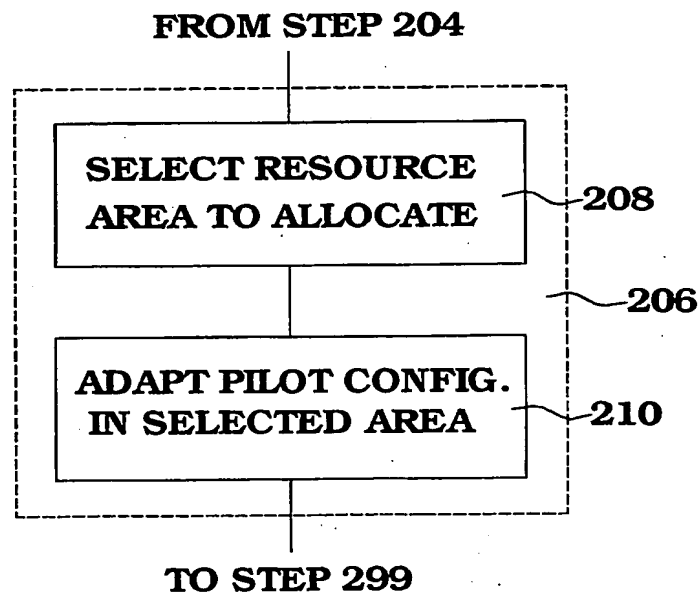 FROM STEP 204
SELECT RESOURCE
AREA TO ALLOCATE
208
206
ADAPT PILOT CONFIG.
IN SELECTED AREA
210
TO STEP 299